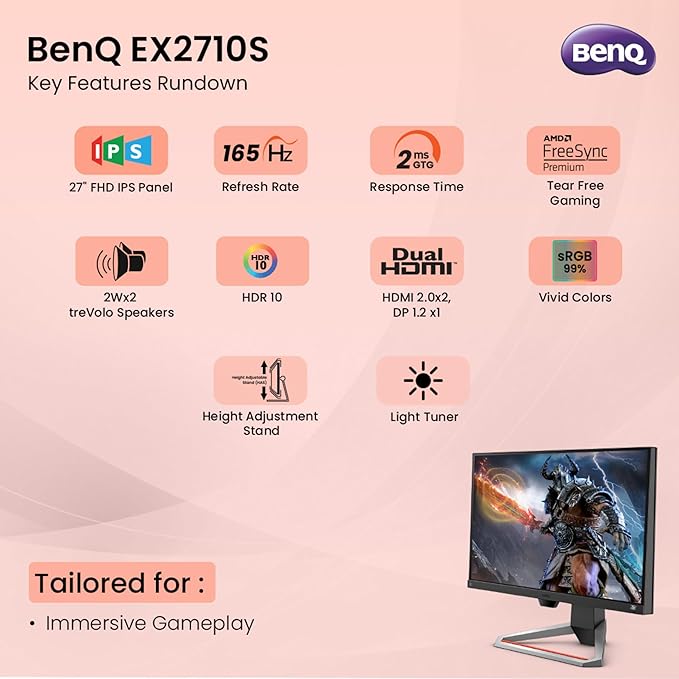 BenQ EX2710S
Key Features Rundown
BenQ
IPS
165 Hz
2ms
GTG
AMD
FreeSync
Premium
27" FHD IPS Panel
Refresh Rate
Response Time
Tear Free
Gaming
HDR
10
Dual
HDMI
sRGB
99%
2Wx2
treVolo Speakers
HDR 10
HDMI 2.0x2,
DP 1.2 x1
Vivid Colors
Height Adjustable
Stand (HAS)
Height Adjustment
Stand
Light Tuner
Tailored for :
• Immersive Gameplay